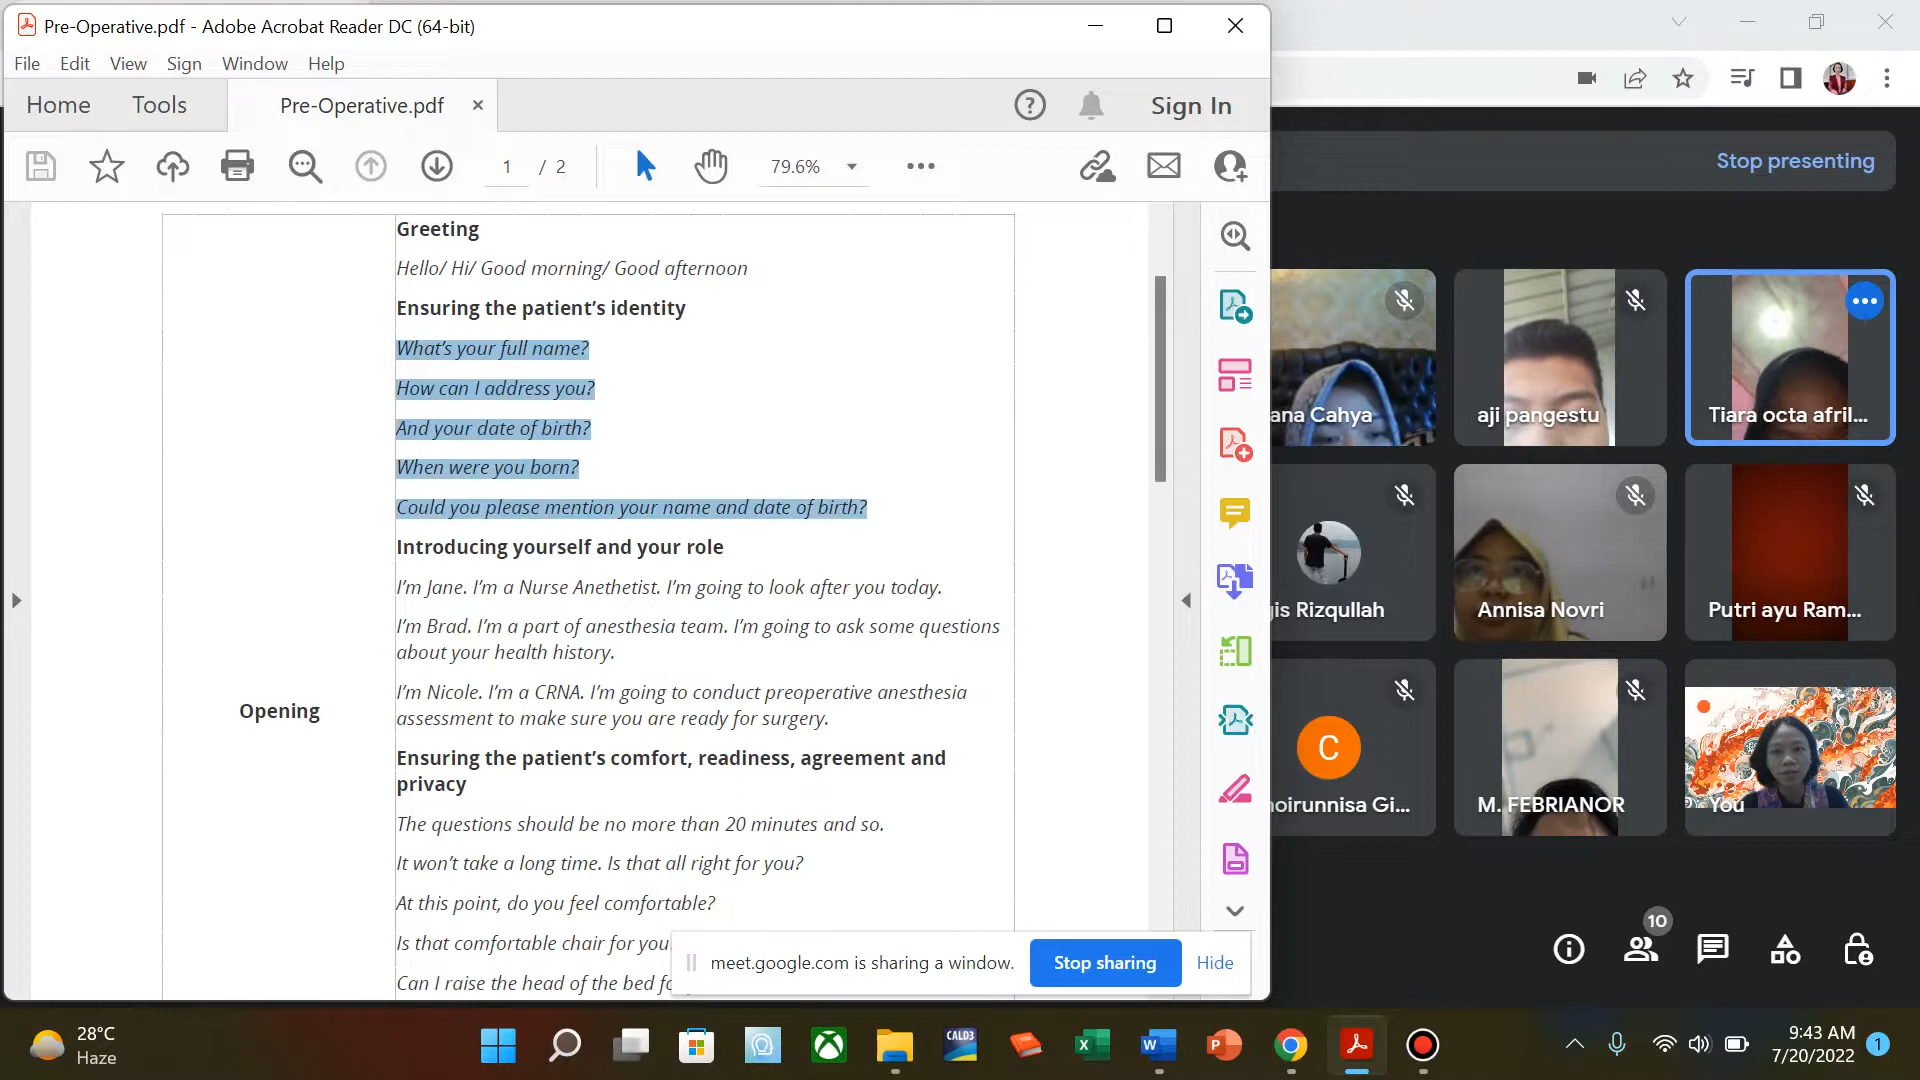 Pre-Operative.pdf - Adobe Acrobat Reader DC (64-bit)
File Edit View Sign Window Help
Home Tools Pre-Operative.pdf Sign In
1 / 2 79.6%
Stop presenting
Greeting
Hello/ Hi/ Good morning/ Good afternoon
Ensuring the patient's identity
What's your full name?
How can I address you?
And your date of birth?
When were you born?
Could you please mention your name and date of birth?
Introducing yourself and your role
I'm Jane. I'm a Nurse Anethetist. I'm going to look after you today.
I'm Brad. I'm a part of anesthesia team. I'm going to ask some questions
about your health history.
I'm Nicole. I'm a CRNA. I'm going to conduct preoperative anesthesia
assessment to make sure you are ready for surgery.
Opening
Ensuring the patient's comfort, readiness, agreement and
privacy
The questions should be no more than 20 minutes and so.
It won't take a long time. Is that all right for you?
At this point, do you feel comfortable?
Is that comfortable chair for you
Can I raise the head of the bed fo
meet.google.com is sharing a window. Stop sharing Hide
ana Cahya
aji pangestu
Tiara octa afril...
gis Rizqullah
Annisa Novri
Putri ayu Ram...
C
oirunnisa Gi...
M. FEBRIANOR
You
10
28°C
Haze
CALD3
9:43 AM
7/20/2022
1